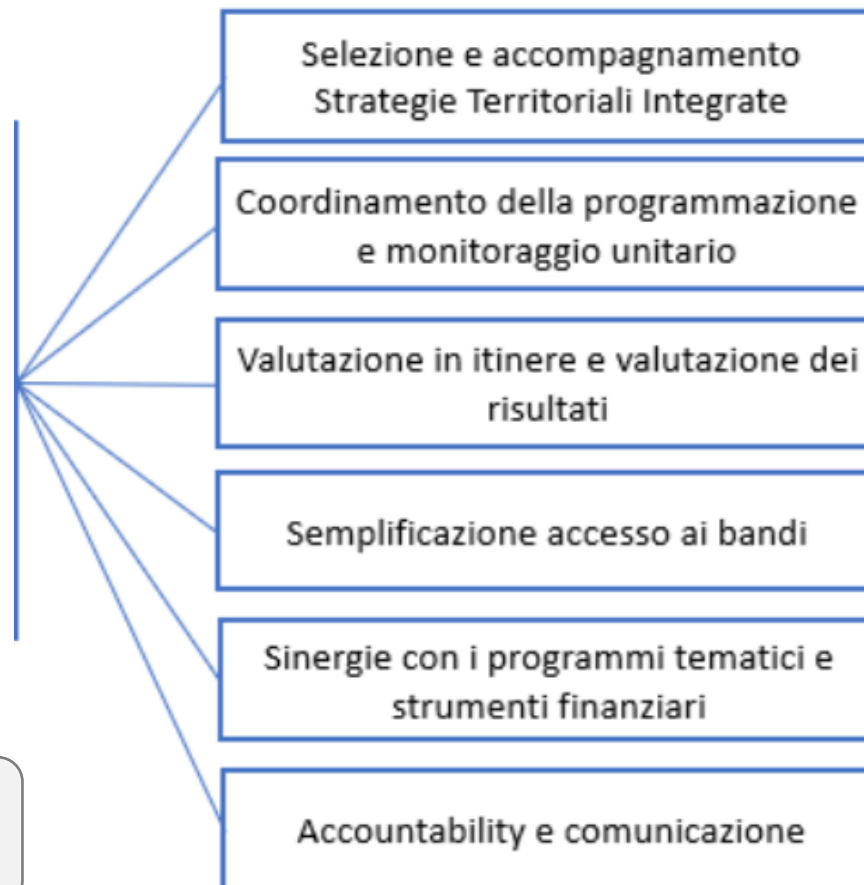 Selezione e accompagnamento
Strategie Territoriali Integrate
Coordinamento della programmazione
e monitoraggio unitario
Valutazione in itinere e valutazione dei
risultati
Semplificazione accesso ai bandi
Sinergie con i programmi tematici e
strumenti finanziari
Accountability e comunicazione